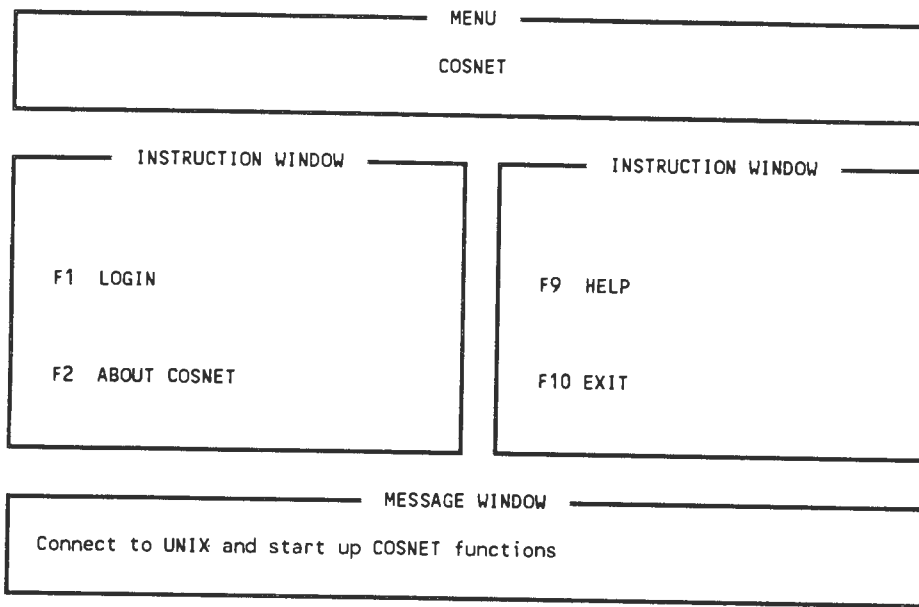 MENU
COSNET
INSTRUCTION WINDOW
F1 LOGIN
F2 ABOUT COSNET
INSTRUCTION WINDOW
F9 HELP
F10 EXIT
MESSAGE WINDOW
Connect to UNIX and start up COSNET functions